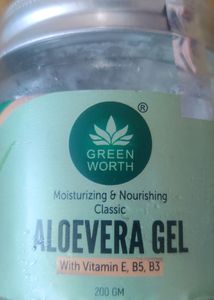 ®
GREEN
WORTH
Moisturizing & Nourishing
Classic
ALOEVERA GEL
With Vitamin E, B5, B3
200 GM